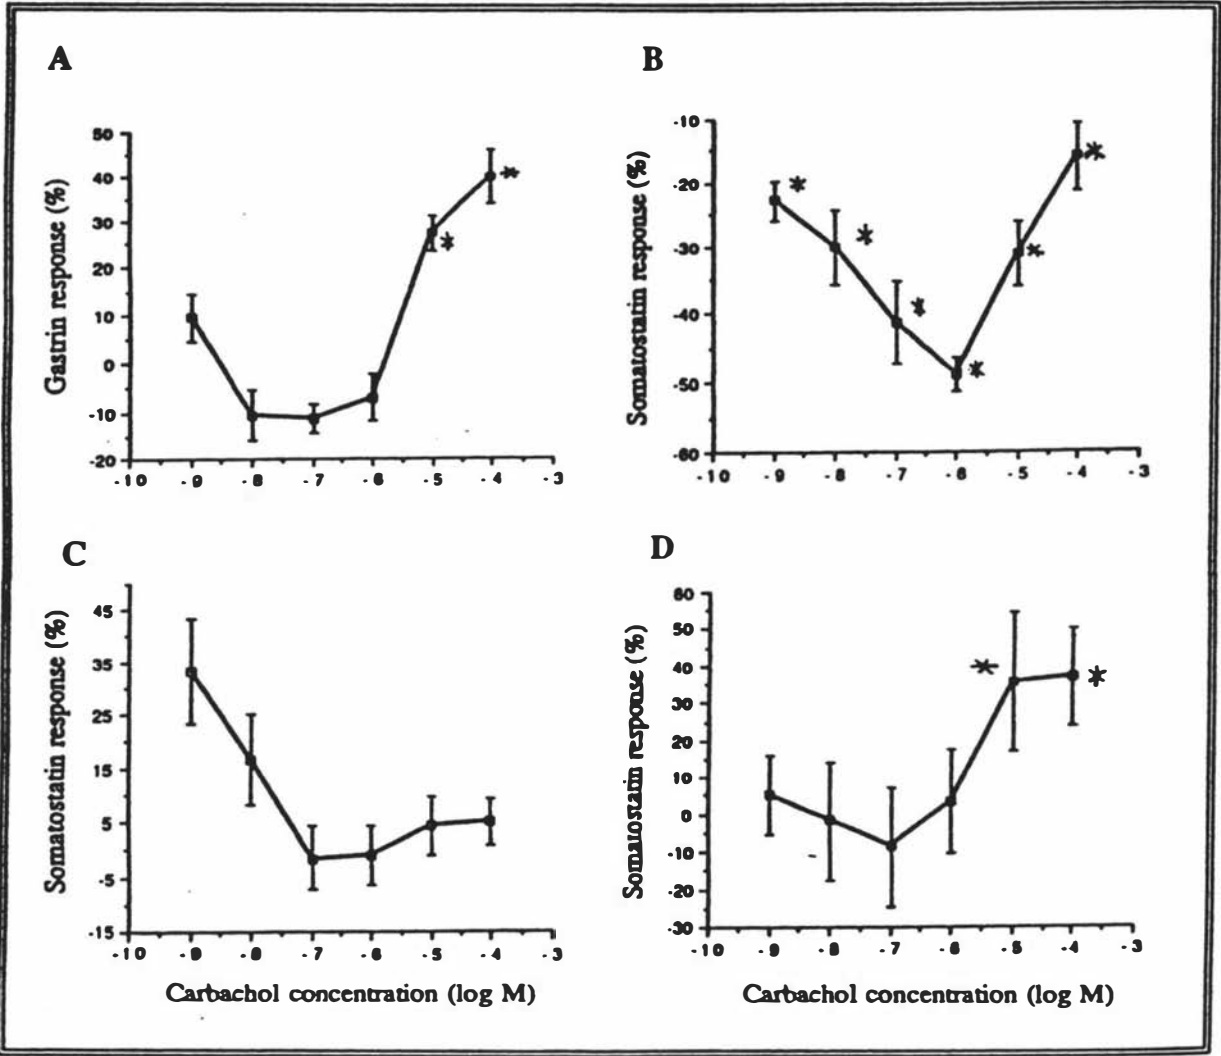 A
Gastrin response (%)
50
40
30
20
10
0
-10
-20
-10 -9 -8 -7 -6 -5 -4 -3
B
Somatostatin response (%)
-10
-20
-30
-40
-50
-60
-10 -9 -8 -7 -6 -5 -4 -3
C
Somatostatin response (%)
45
35
25
15
5
-5
-15
-10 -9 -8 -7 -6 -5 -4 -3
Carbachol concentration (log M)
D
Somatostatin response (%)
60
50
40
30
20
10
0
-10
-20
-30
-10 -9 -8 -7 -6 -5 -4 -3
Carbachol concentration (log M)